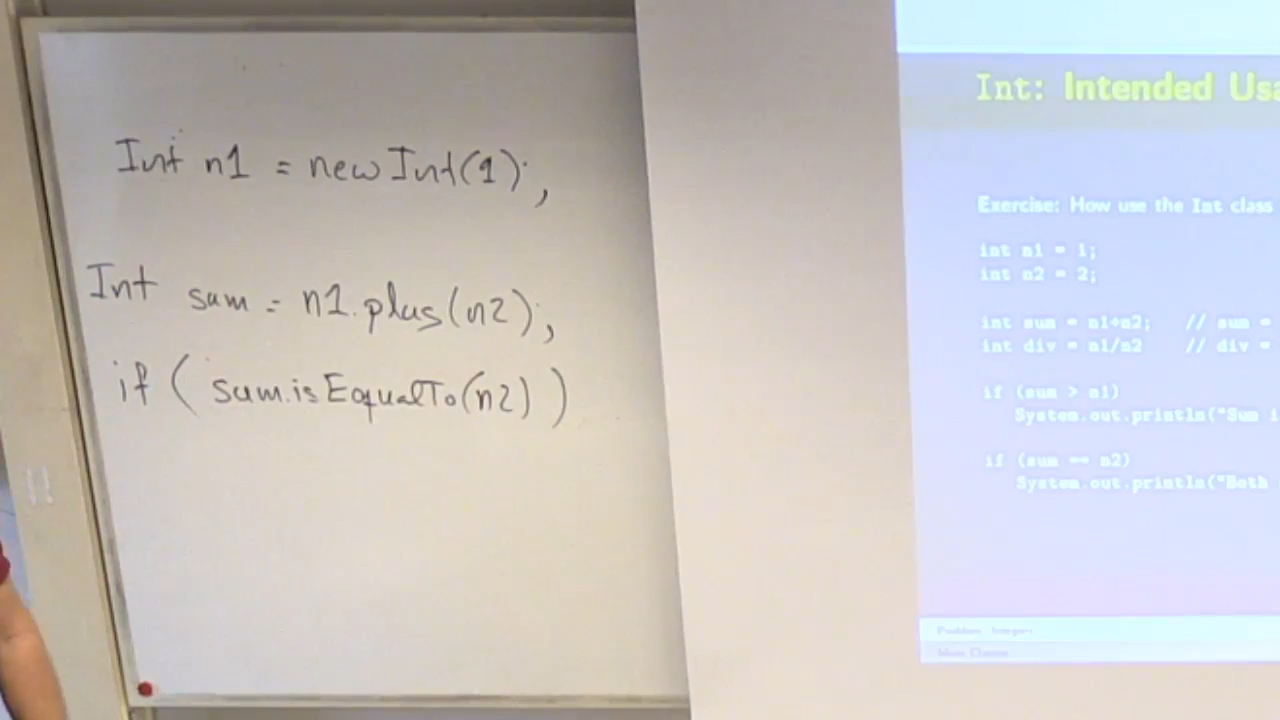 Int n1 = new Int(1);
Int sum = n1.plus(n2);
if ( sum.isEqualTo(n2) )
Int: Intended
Exercise: How use the Int class
int n1 = 1;
int n2 = 2;
int sum = n1+n2; // sum =
int div = n1/n2 // div =
if (sum > n1)
System.out.println("Sum
if (sum == n2)
System.out.println("Both
Problem Integers